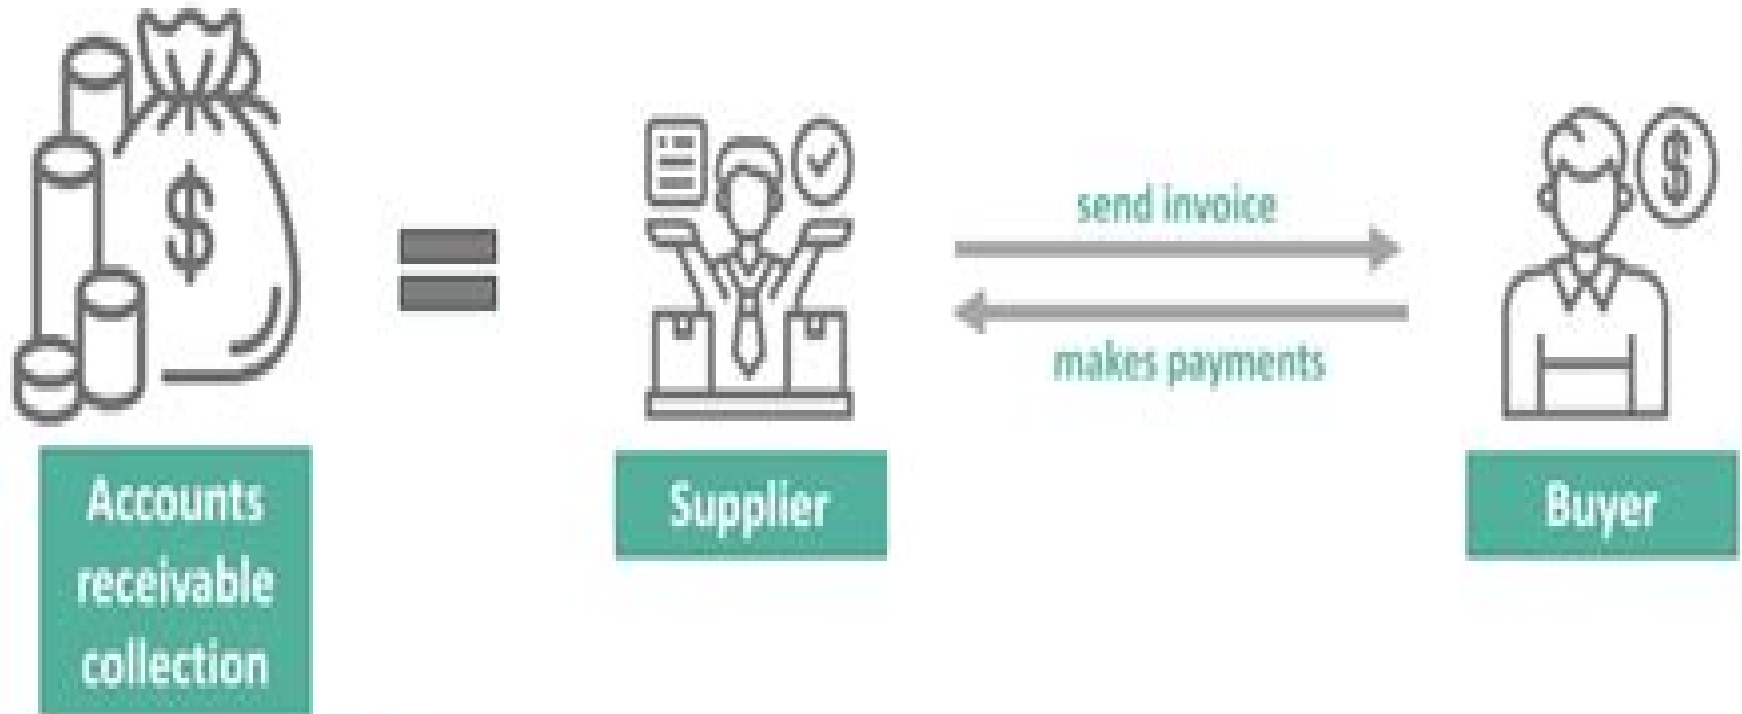 send invoice
makes payments
Accounts
receivable
collection
Supplier
Buyer